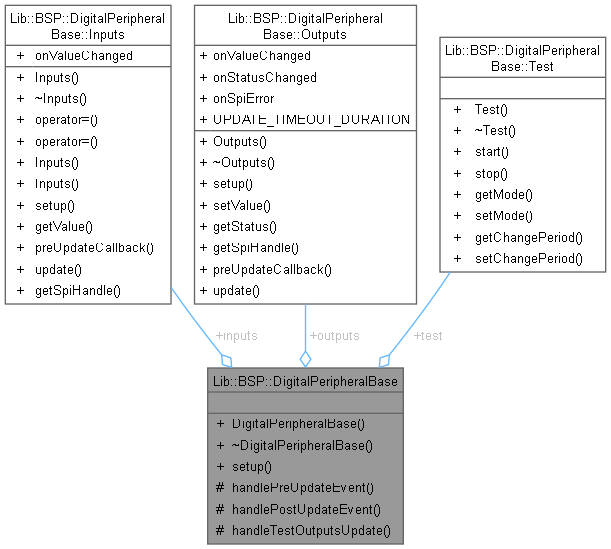 Lib::BSP::DigitalPeripheral
Base::Inputs
+ onValueChanged
+ Inputs()
+ ~Inputs()
+ operator=()
+ operator=()
+ Inputs()
+ Inputs()
+ setup()
+ getValue()
+ preUpdateCallback()
+ update()
+ getSpiHandle()
Lib::BSP::DigitalPeripheral
Base::Outputs
+ onValueChanged
+ onStatusChanged
+ onSpiError
+ UPDATE_TIMEOUT_DURATION
+ Outputs()
+ ~Outputs()
+ setup()
+ setValue()
+ getStatus()
+ getSpiHandle()
+ preUpdateCallback()
+ update()
Lib::BSP::DigitalPeripheral
Base::Test
+ Test()
+ ~Test()
+ start()
+ stop()
+ getMode()
+ setMode()
+ getChangePeriod()
+ setChangePeriod()
+inputs
+outputs
+test
Lib::BSP::DigitalPeripheralBase
+ DigitalPeripheralBase()
+ ~DigitalPeripheralBase()
+ setup()
# handlePreUpdateEvent()
# handlePostUpdateEvent()
# handleTestOutputsUpdate()